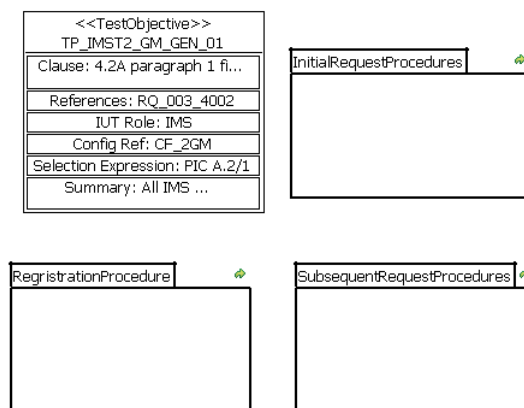 <<TestObjective>>
TP_IMST2_GM_GEN_01
Clause: 4.2A paragraph 1 fi...
References: RQ_003_4002
IUT Role: IMS
Config Ref: CF_2GM
Selection Expression: PIC A.2/1
Summary: All IMS ...
InitialRequestProcedures
RegristrationProcedure
SubsequentRequestProcedures